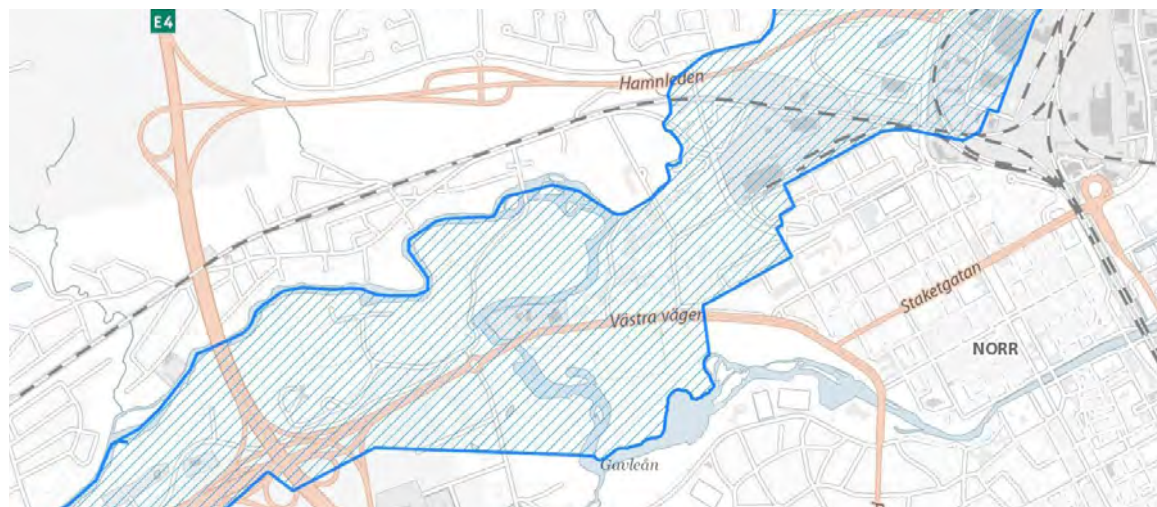 E4
Hamnleden
Staketgatan
Västra vägen
NORR
Gavleån